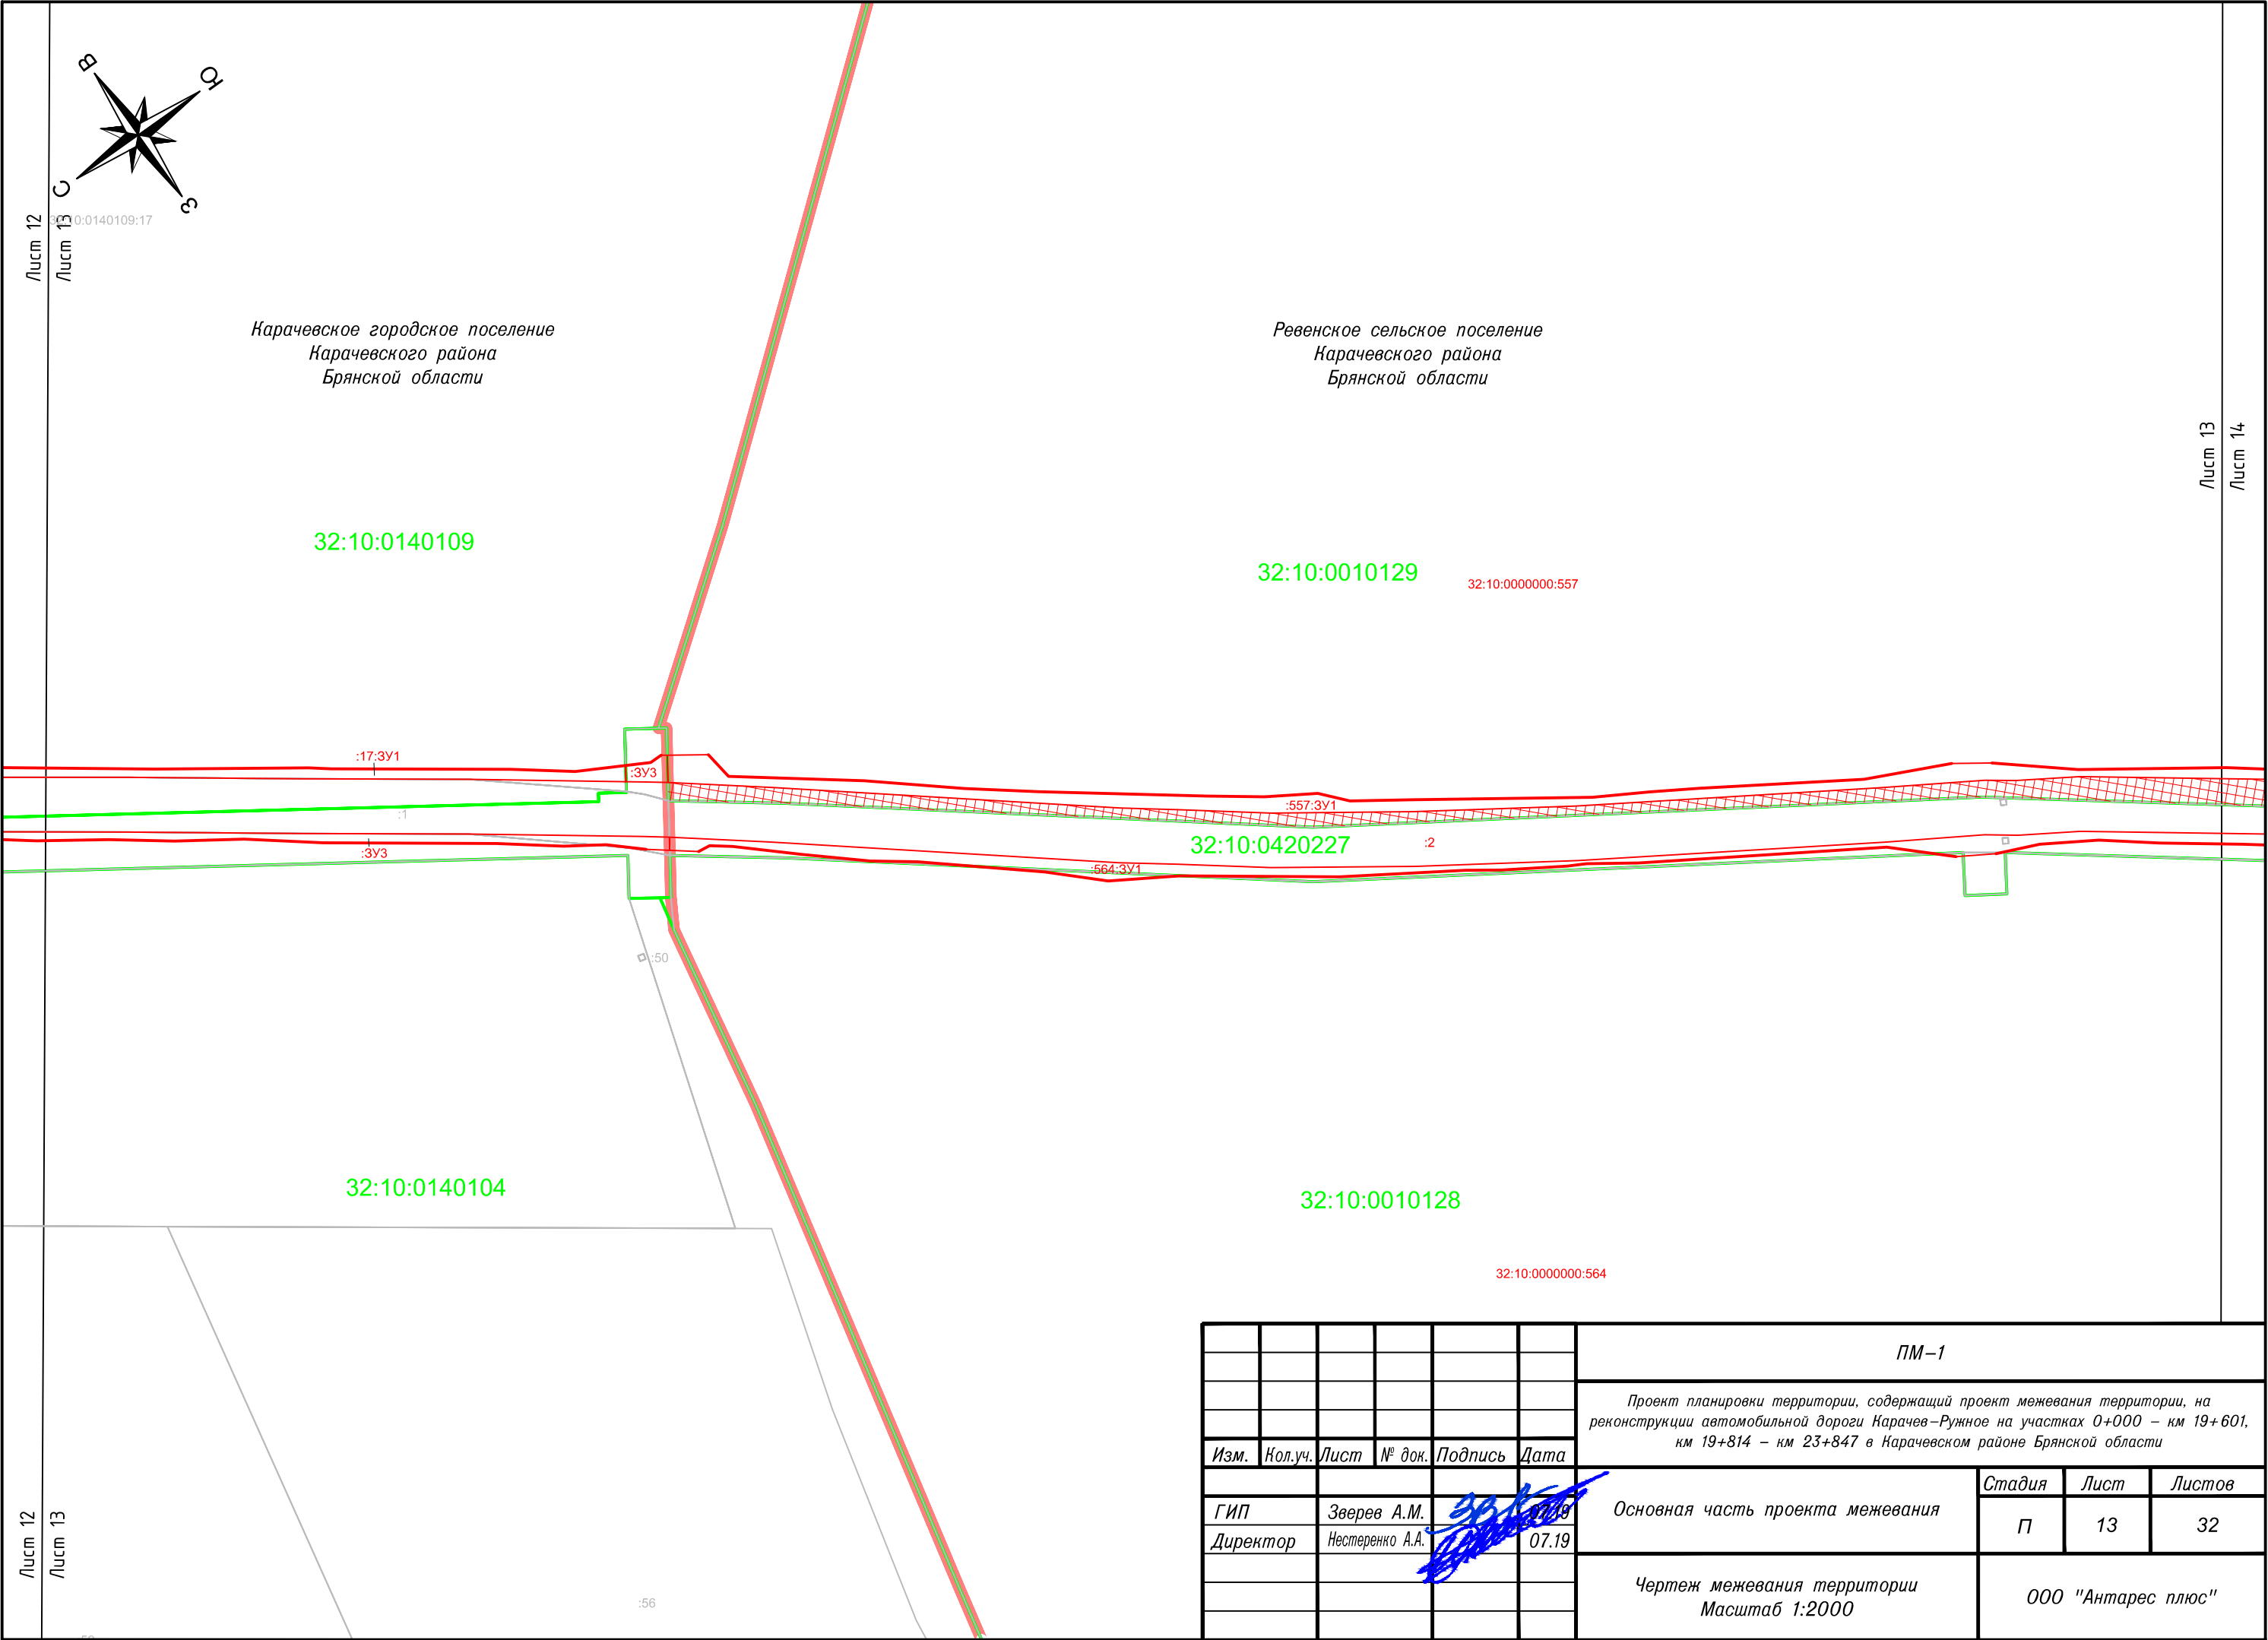 В
Ю
С
З
Лист 12
Лист 13
32:10:0140109:17
Карачевское городское поселение
Карачевского района
Брянской области
Ревенское сельское поселение
Карачевского района
Брянской области
Лист 13
Лист 14
32:10:0140109
32:10:0010129
32:10:0000000:557
:17:ЗУ1
:ЗУ3
:557:ЗУ1
:1
32:10:0420227
:2
:ЗУ3
:564:ЗУ1
:50
32:10:0140104
32:10:0010128
32:10:0000000:564
Лист 12
Лист 13
:56
ПМ-1
Проект планировки территории, содержащий проект межевания территории, на
реконструкции автомобильной дороги Карачев-Ружное на участках 0+000 - км 19+601,
км 19+814 - км 23+847 в Карачевском районе Брянской области
Изм. Кол.уч. Лист № док. Подпись Дата
ГИП Зверев А.М. 07.19
Директор Нестеренко А.А. 07.19
Основная часть проекта межевания
Стадия Лист Листов
П 13 32
Чертеж межевания территории
Масштаб 1:2000
ООО "Антарес плюс"